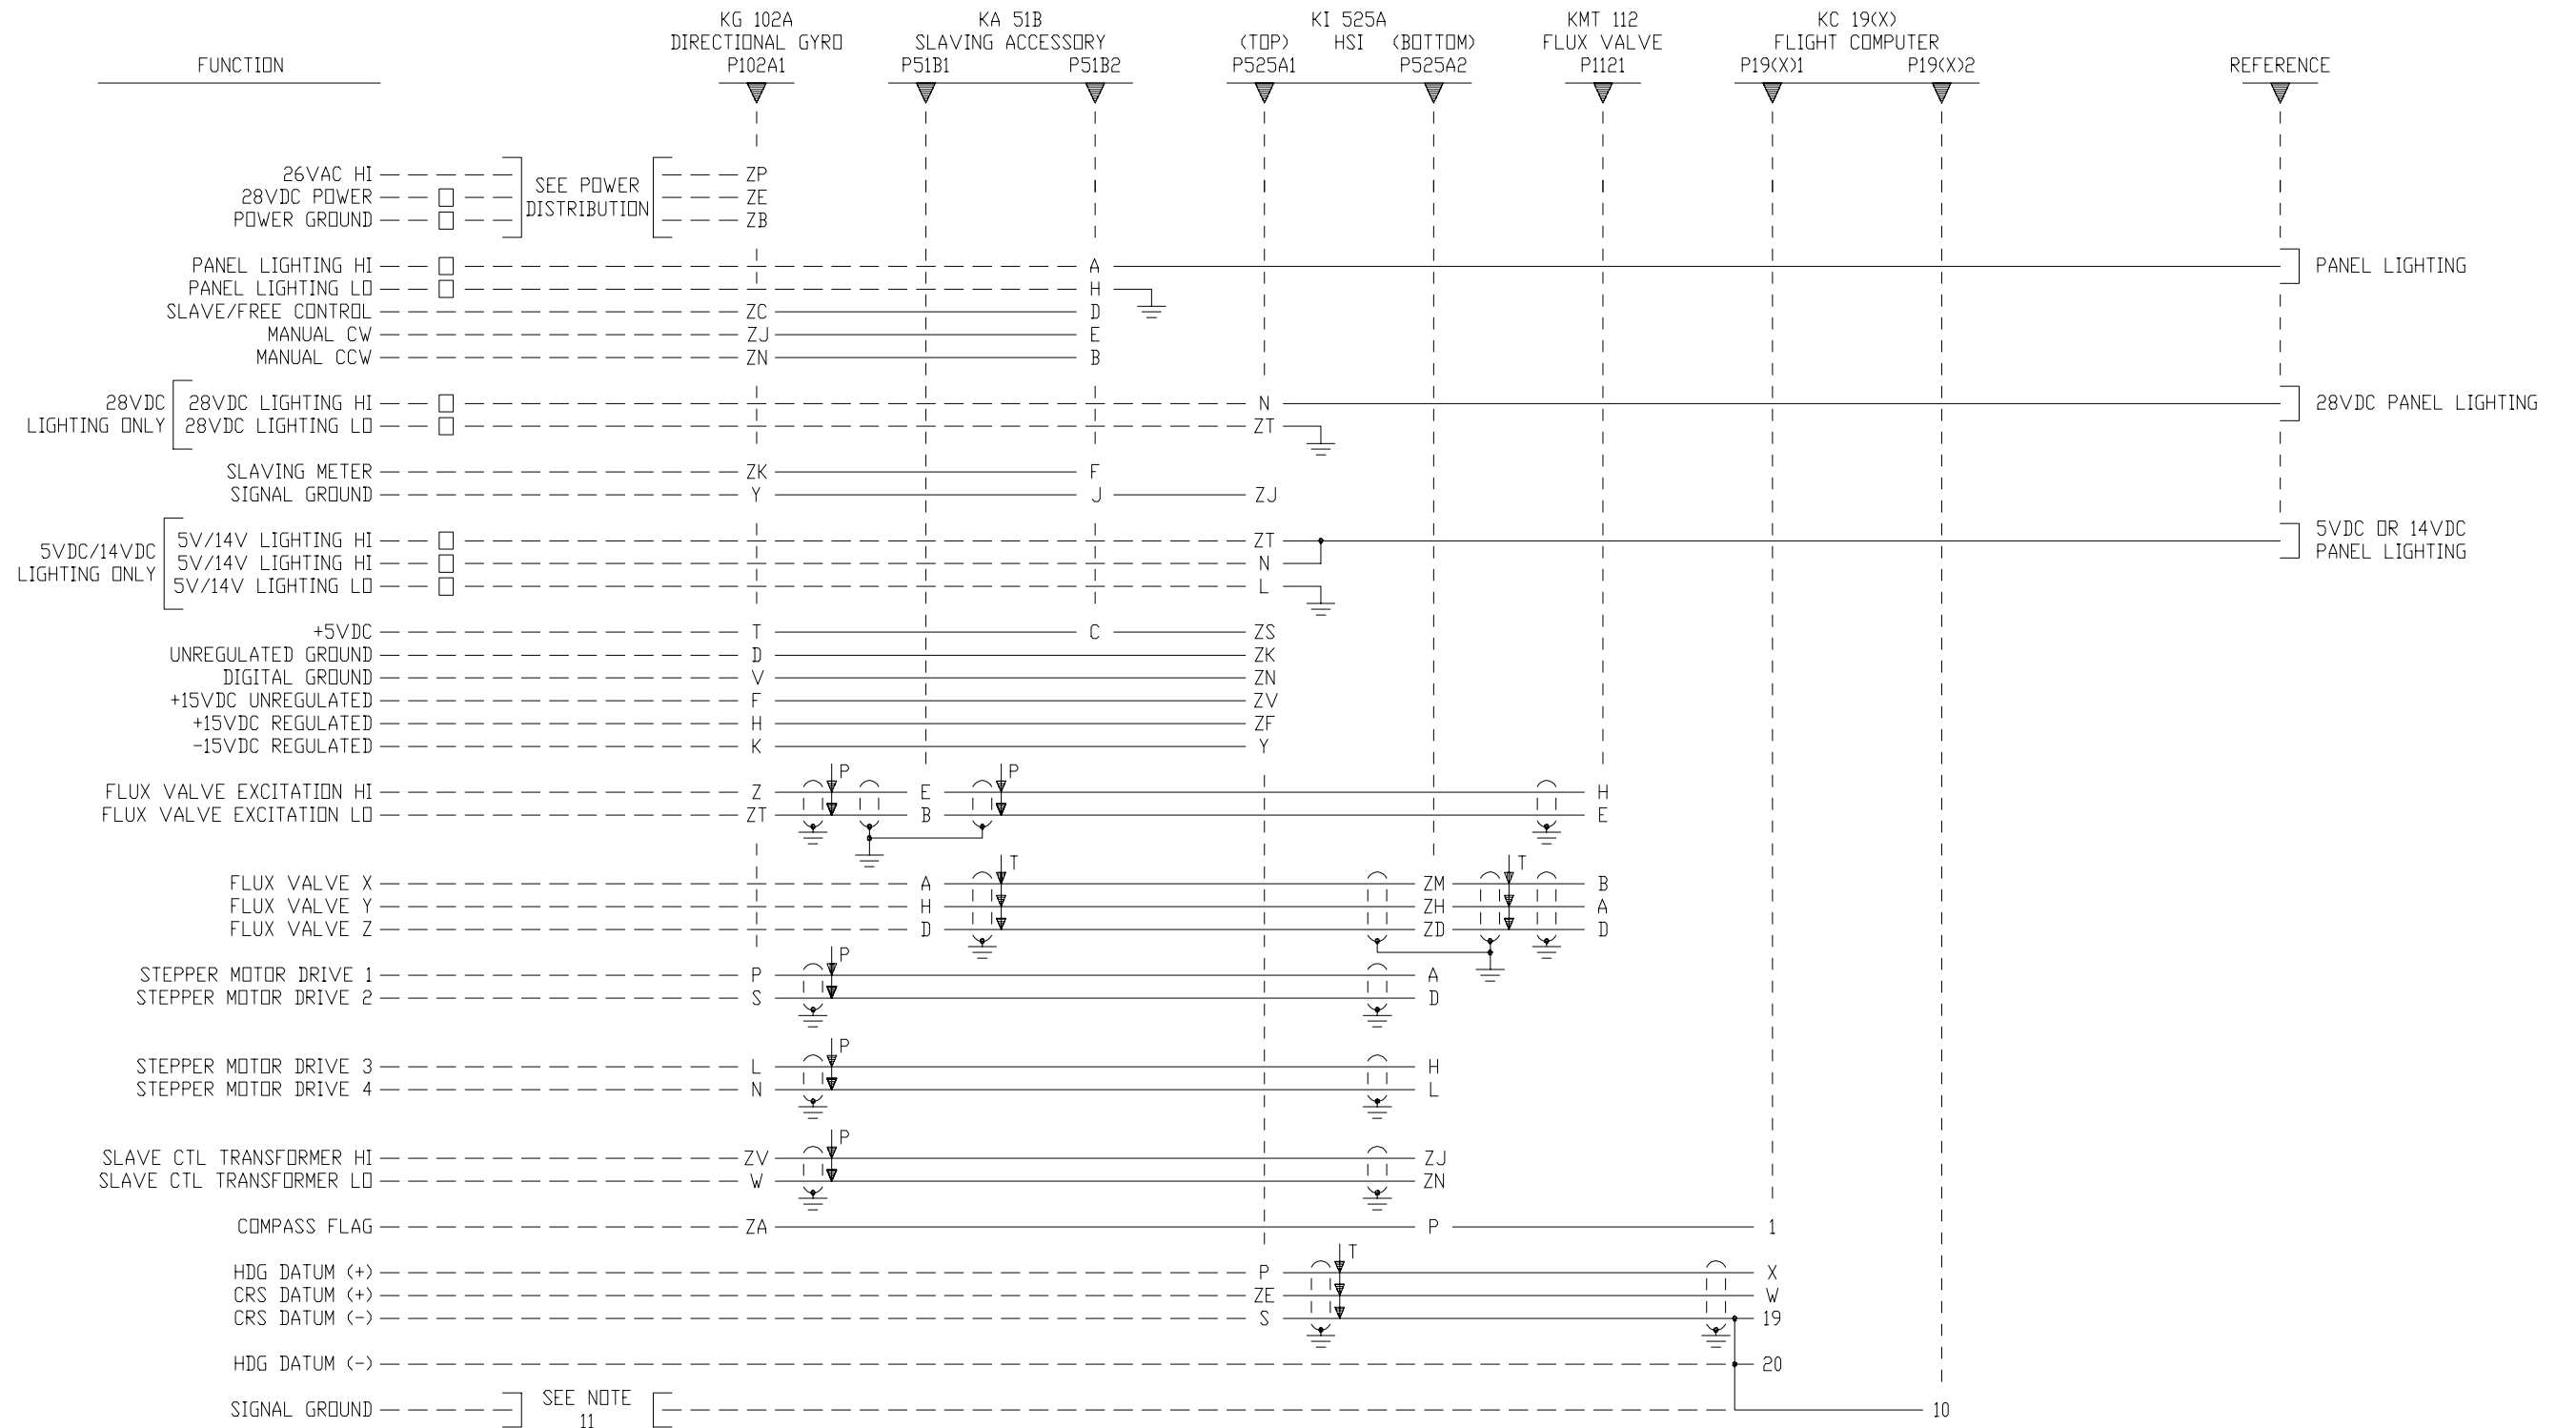 KG 102A KA 51B KI 525A KMT 112 KC 19(X)
DIRECTIONAL GYRO SLAVING ACCESSORY (TOP) HSI (BOTTOM) FLUX VALVE FLIGHT COMPUTER
FUNCTION P102A1 P51B1 P51B2 P525A1 P525A2 P1121 P19(X)1 P19(X)2 REFERENCE
26VAC HI ZP
28VDC POWER ZE
POWER GROUND ZB
SEE POWER
DISTRIBUTION
PANEL LIGHTING HI A PANEL LIGHTING
PANEL LIGHTING LO H
SLAVE/FREE CONTROL ZC D
MANUAL CW ZJ E
MANUAL CCW ZN B
28VDC
LIGHTING ONLY
28VDC LIGHTING HI N 28VDC PANEL LIGHTING
28VDC LIGHTING LO ZT
SLAVING METER ZK F
SIGNAL GROUND Y J ZJ
5VDC/14VDC
LIGHTING ONLY
5V/14V LIGHTING HI ZT
5V/14V LIGHTING HI N
5V/14V LIGHTING LO L
5VDC OR 14VDC
PANEL LIGHTING
+5VDC T C ZS
UNREGULATED GROUND D ZK
DIGITAL GROUND V ZN
+15VDC UNREGULATED F ZV
+15VDC REGULATED H ZF
-15VDC REGULATED K Y
P P
FLUX VALVE EXCITATION HI Z E H
FLUX VALVE EXCITATION LO ZT B E
T T
FLUX VALVE X A ZM B
FLUX VALVE Y H ZH A
FLUX VALVE Z D ZD D
P
STEPPER MOTOR DRIVE 1 P A
STEPPER MOTOR DRIVE 2 S D
P
STEPPER MOTOR DRIVE 3 L H
STEPPER MOTOR DRIVE 4 N L
P
SLAVE CTL TRANSFORMER HI ZV ZJ
SLAVE CTL TRANSFORMER LO W ZN
COMPASS FLAG ZA P 1
T
HDG DATUM (+) P X
CRS DATUM (+) ZE W
CRS DATUM (-) S 19
HDG DATUM (-) 20
SIGNAL GROUND 10
SEE NOTE
11